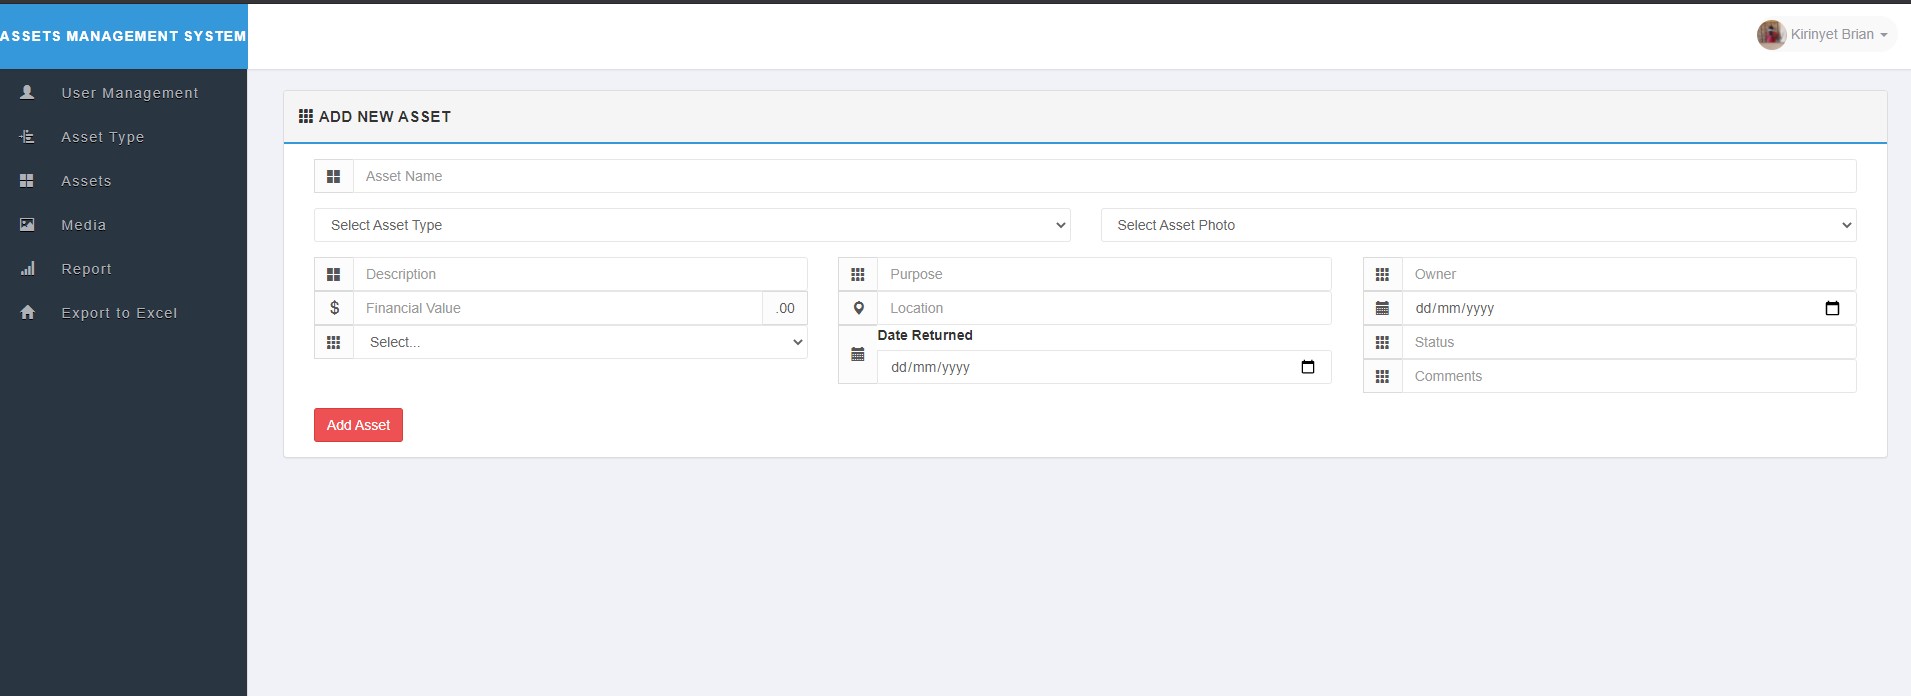 ASSETS MANAGEMENT SYSTEM
Kirinyet Brian
User Management
Asset Type
Assets
Media
Report
Export to Excel
ADD NEW ASSET
Asset Name
Select Asset Type
Select Asset Photo
Description
Purpose
Owner
$ Financial Value .00
Location
dd/mm/yyyy
Select...
Date Returned
dd/mm/yyyy
Status
Comments
Add Asset